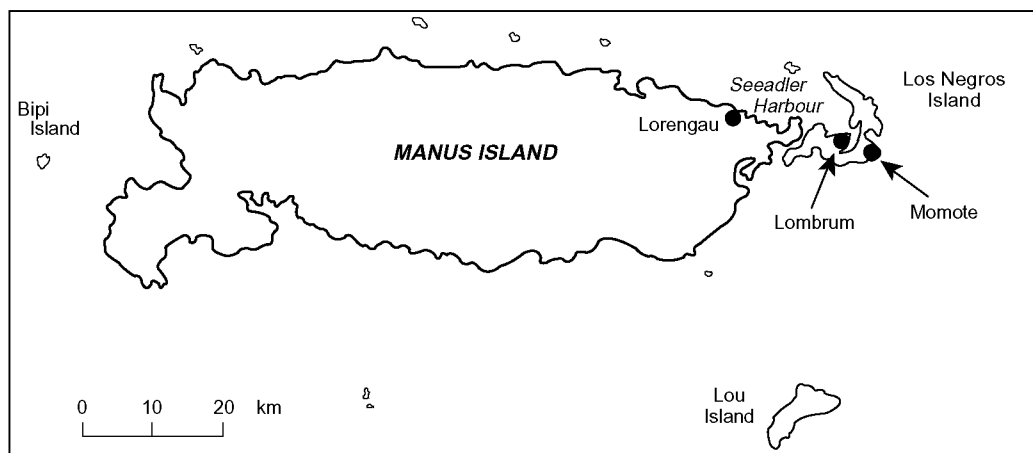 Bipi
Island
MANUS ISLAND
Lorengau
Seeadler
Harbour
Los Negros
Island
Lombrum
Momote
Lou
Island
0 10 20 km